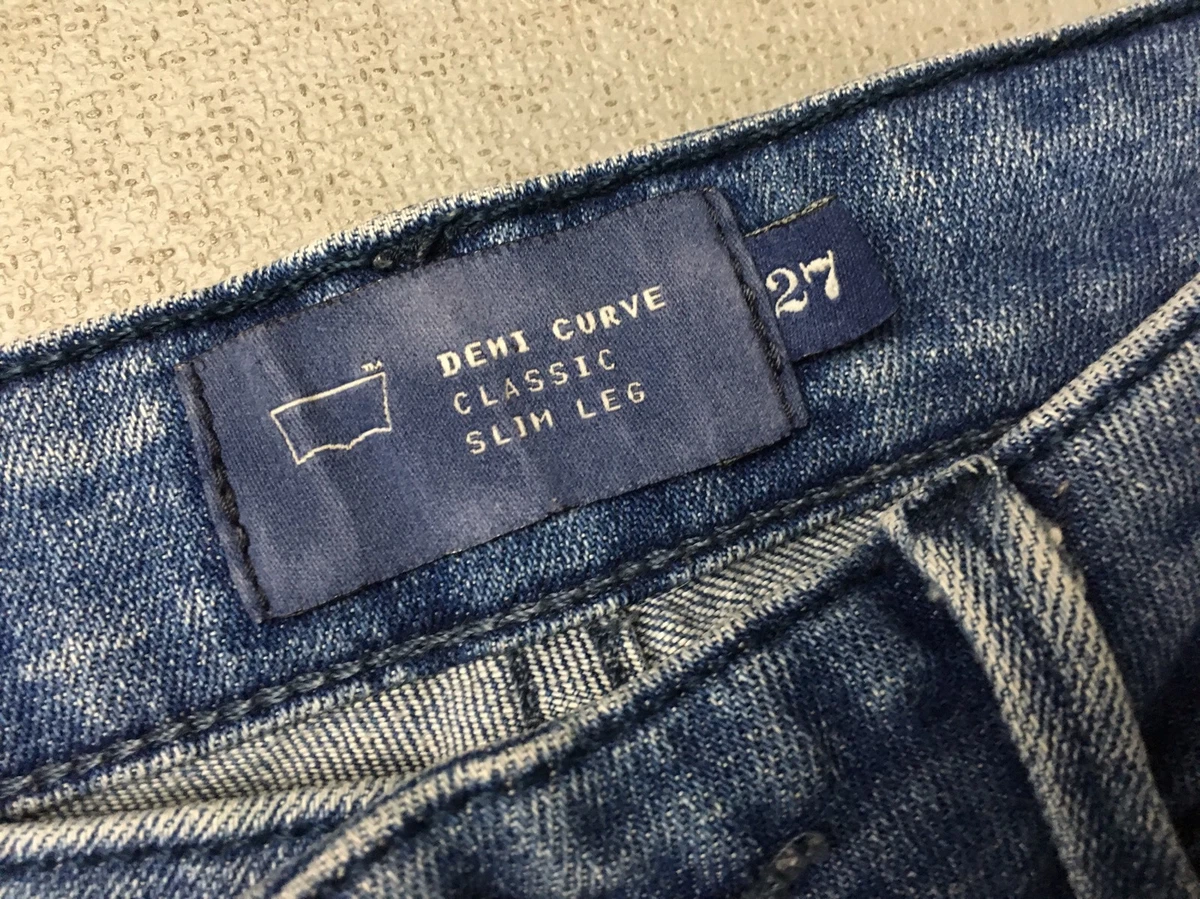 ™
DEMI CURVE
CLASSIC
SLIM LEG
27